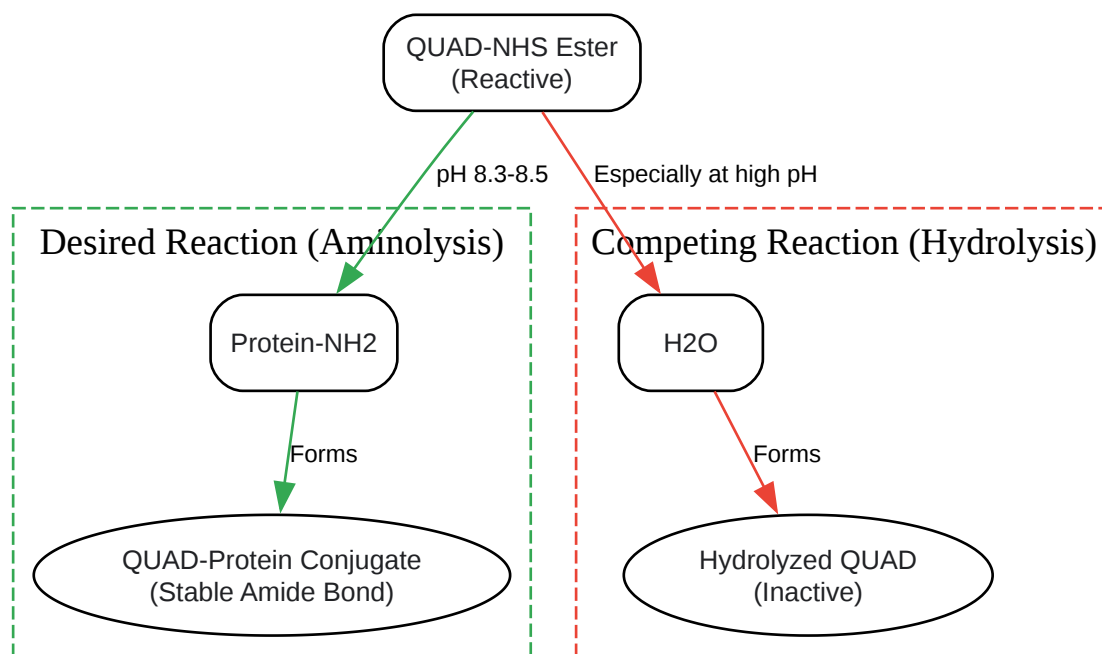 QUAD-NHS Ester
(Reactive)
pH 8.3-8.5
Especially at high pH
Desired Reaction (Aminolysis)
Competing Reaction (Hydrolysis)
Protein-NH2
H2O
Forms
Forms
QUAD-Protein Conjugate
(Stable Amide Bond)
Hydrolyzed QUAD
(Inactive)